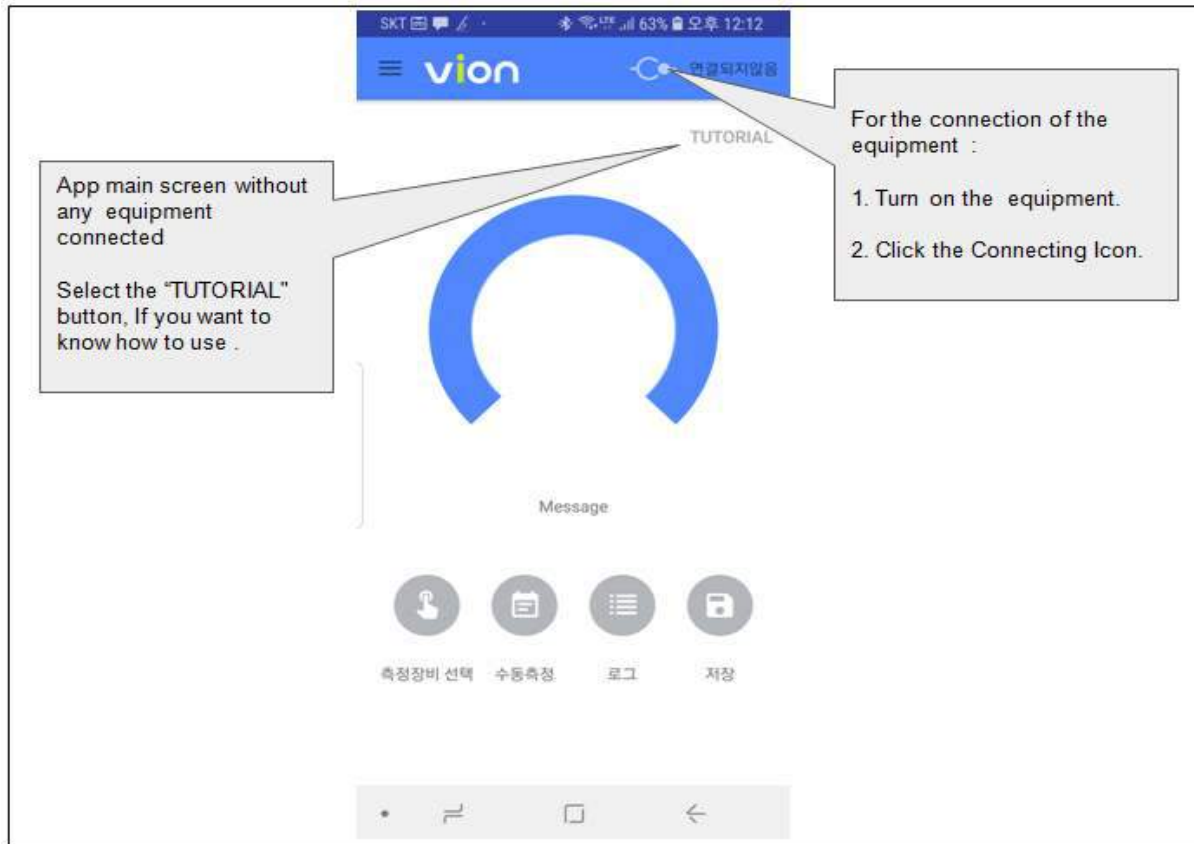 SKT
63% 오후 12:12
vion
연결되지않음
TUTORIAL
App main screen without
any equipment
connected
Select the “TUTORIAL"
button, If you want to
know how to use .
For the connection of the
equipment :
1. Turn on the equipment.
2. Click the Connecting Icon.
Message
측정장비 선택 수동측정 로그 저장